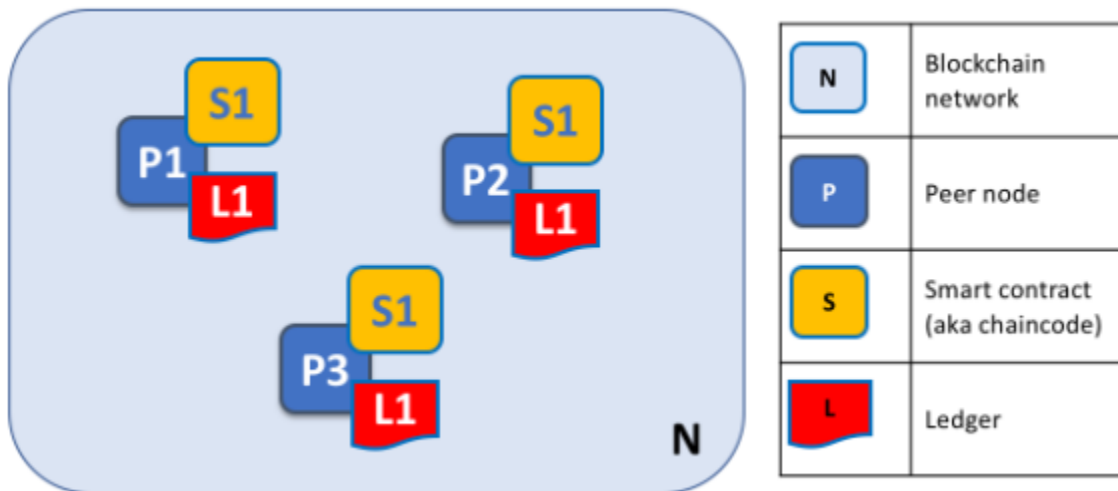 S1
P1
L1
S1
P2
L1
S1
P3
L1
N
N
Blockchain
network
P
Peer node
S
Smart contract
(aka chaincode)
L
Ledger